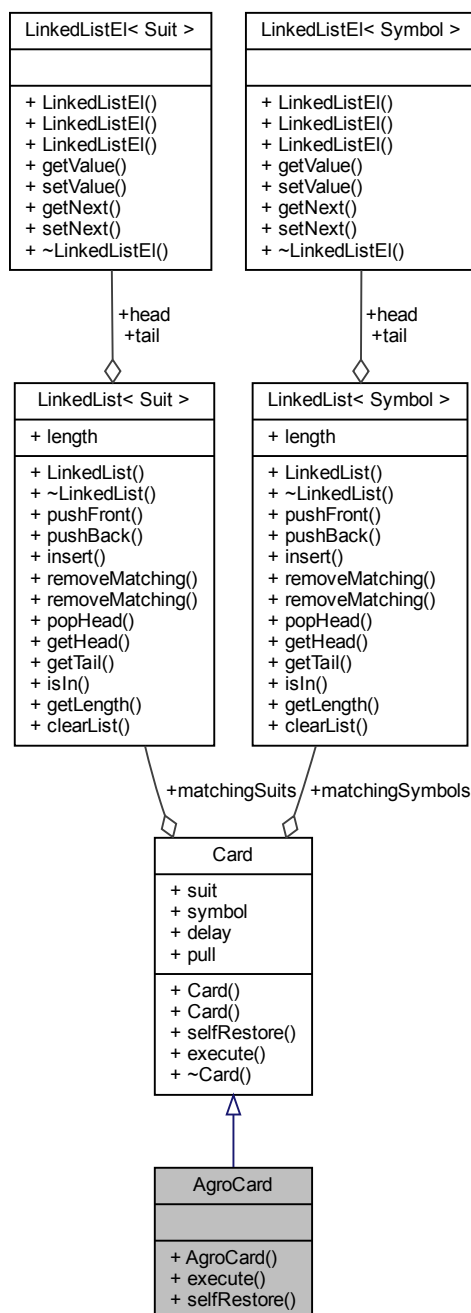 LinkedListEl< Suit >
+ LinkedListEl()
+ LinkedListEl()
+ LinkedListEl()
+ getValue()
+ setValue()
+ getNext()
+ setNext()
+ ~LinkedListEl()
LinkedListEl< Symbol >
+ LinkedListEl()
+ LinkedListEl()
+ LinkedListEl()
+ getValue()
+ setValue()
+ getNext()
+ setNext()
+ ~LinkedListEl()
+head
+tail
+head
+tail
LinkedList< Suit >
+ length
+ LinkedList()
+ ~LinkedList()
+ pushFront()
+ pushBack()
+ insert()
+ removeMatching()
+ removeMatching()
+ popHead()
+ getHead()
+ getTail()
+ isIn()
+ getLength()
+ clearList()
LinkedList< Symbol >
+ length
+ LinkedList()
+ ~LinkedList()
+ pushFront()
+ pushBack()
+ insert()
+ removeMatching()
+ removeMatching()
+ popHead()
+ getHead()
+ getTail()
+ isIn()
+ getLength()
+ clearList()
+matchingSuits
+matchingSymbols
Card
+ suit
+ symbol
+ delay
+ pull
+ Card()
+ Card()
+ selfRestore()
+ execute()
+ ~Card()
AgroCard
+ AgroCard()
+ execute()
+ selfRestore()